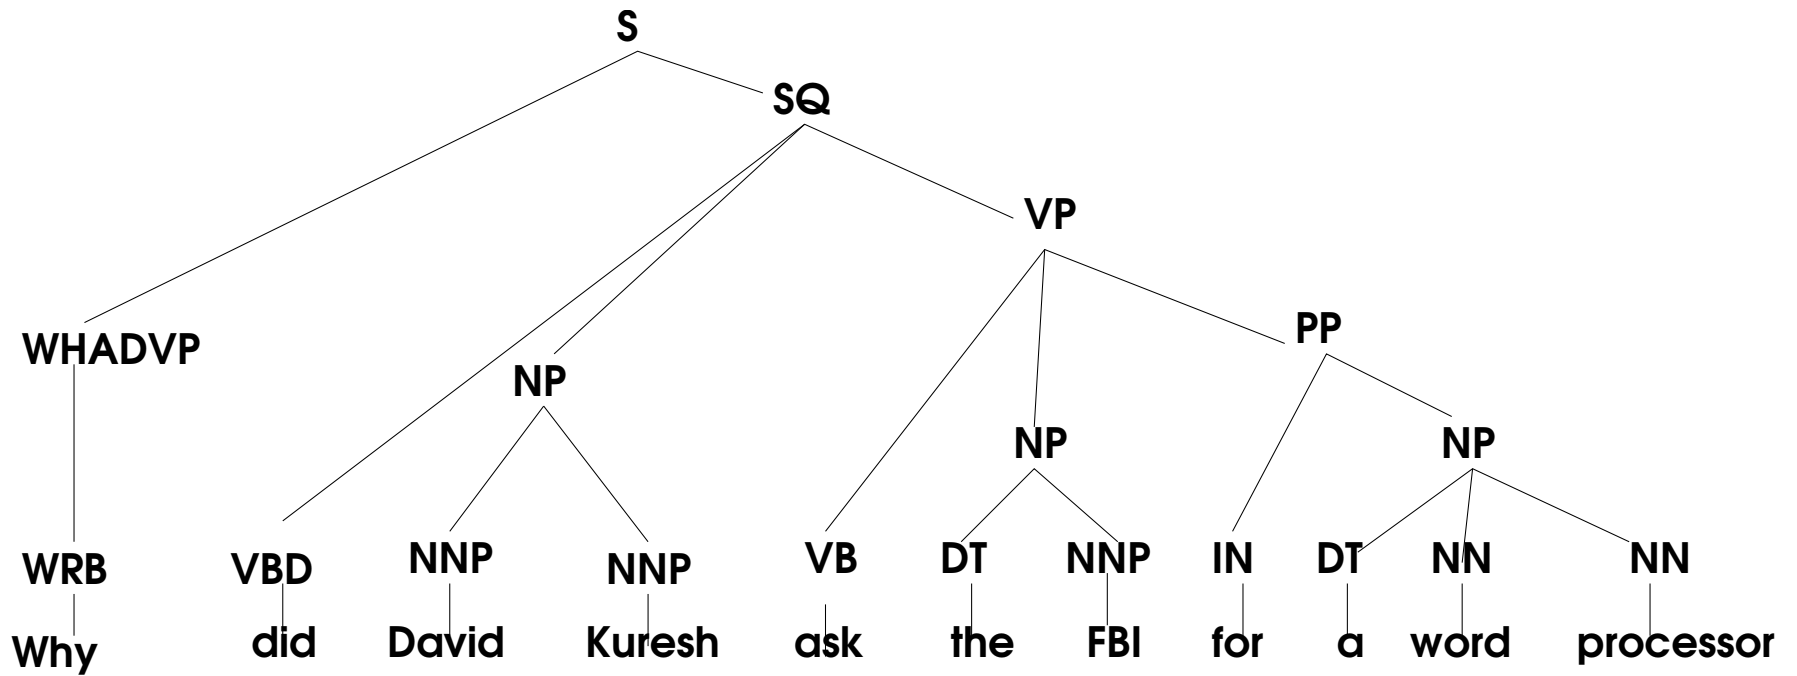 S
SQ
VP
WHADVP
PP
NP
NP
NP
WRB
VBD
NNP
NNP
VB
DT
NNP
IN
DT
NN
NN
Why did David Kuresh ask the FBI for a word processor